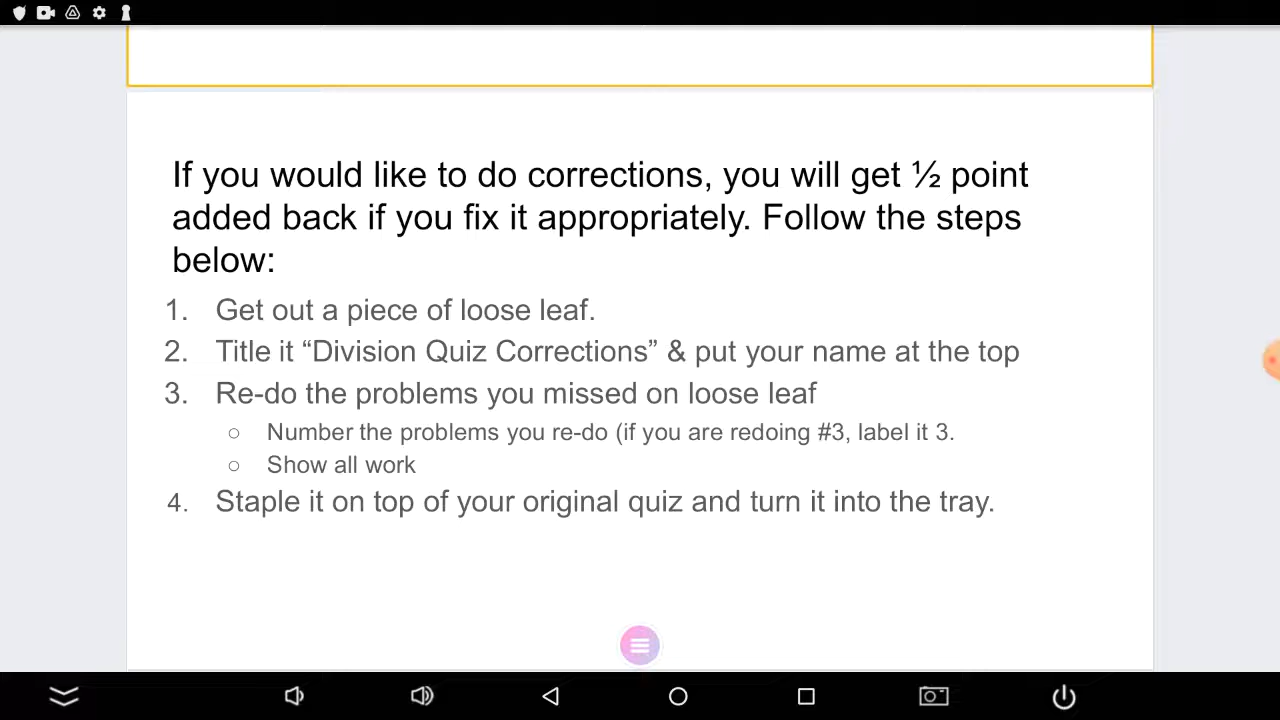 If you would like to do corrections, you will get ½ point
added back if you fix it appropriately. Follow the steps
below:
1. Get out a piece of loose leaf.
2. Title it “Division Quiz Corrections” & put your name at the top
3. Re-do the problems you missed on loose leaf
○ Number the problems you re-do (if you are redoing #3, label it 3.
○ Show all work
4. Staple it on top of your original quiz and turn it into the tray.